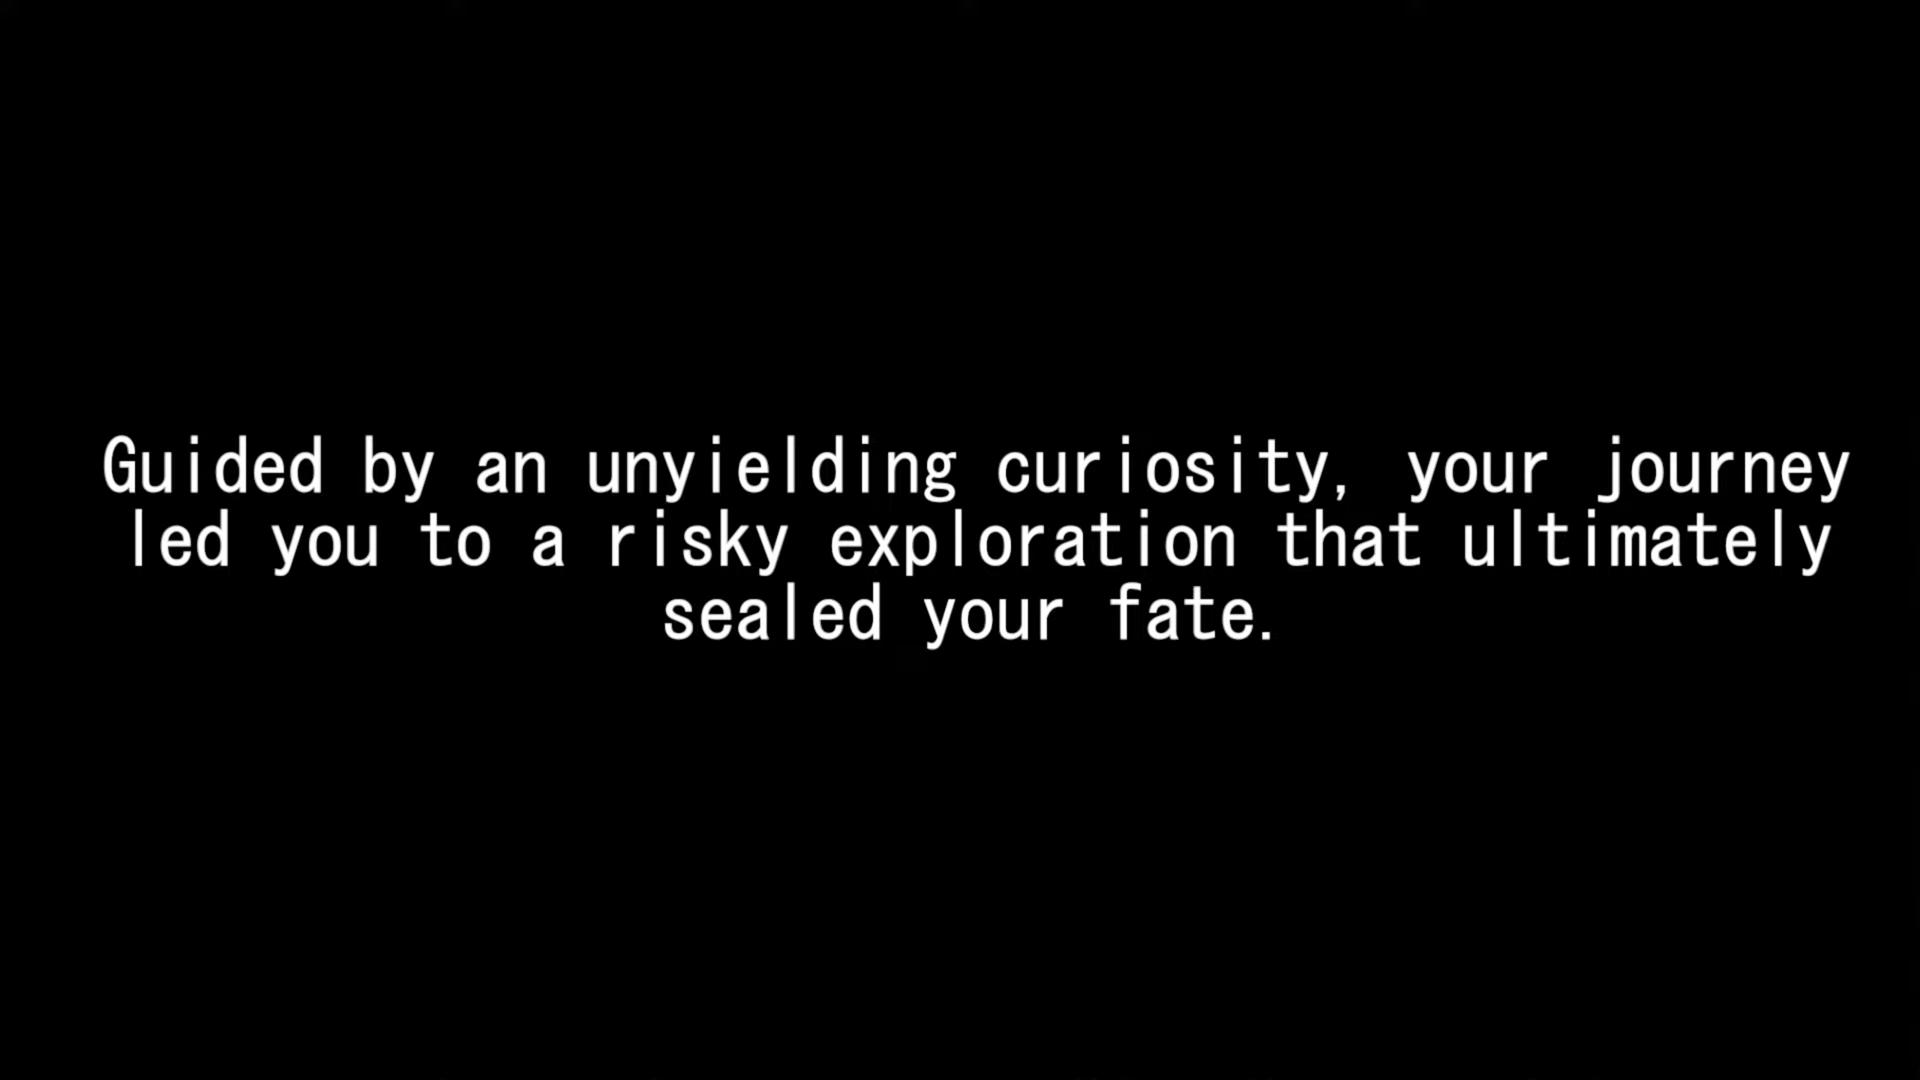 Guided by an unyielding curiosity, your journey
led you to a risky exploration that ultimately
sealed your fate.